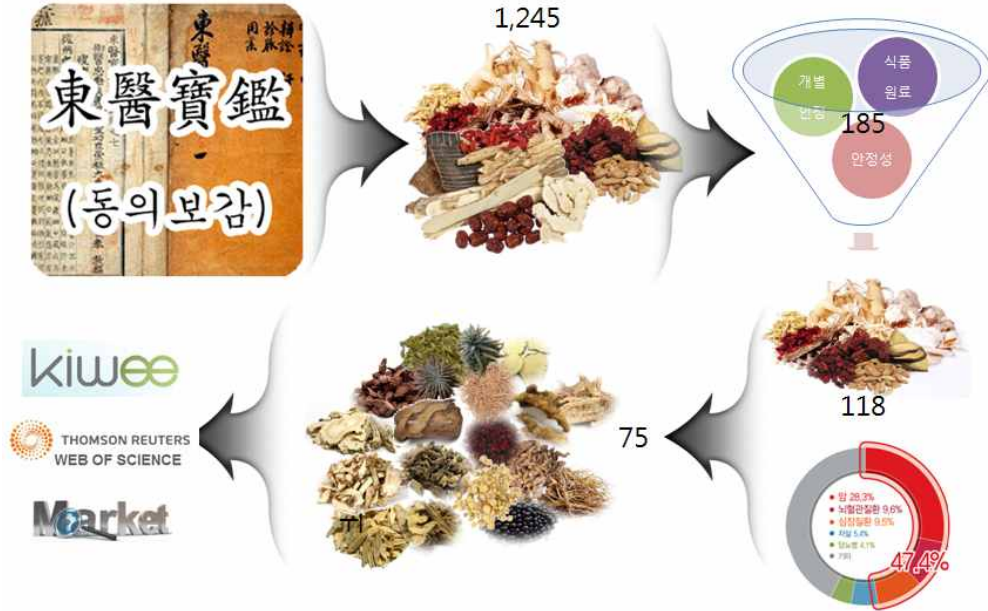 東醫寶鑑
(동의보감)
1,245
개별
인정
식품
원료
185
안정성
118
암 28.3%
뇌혈관질환 9.6%
심장질환 9.5%
자살 5.4%
당뇨병 4.1%
기타
47.4%
75
kiwee
THOMSON REUTERS
WEB OF SCIENCE
Market